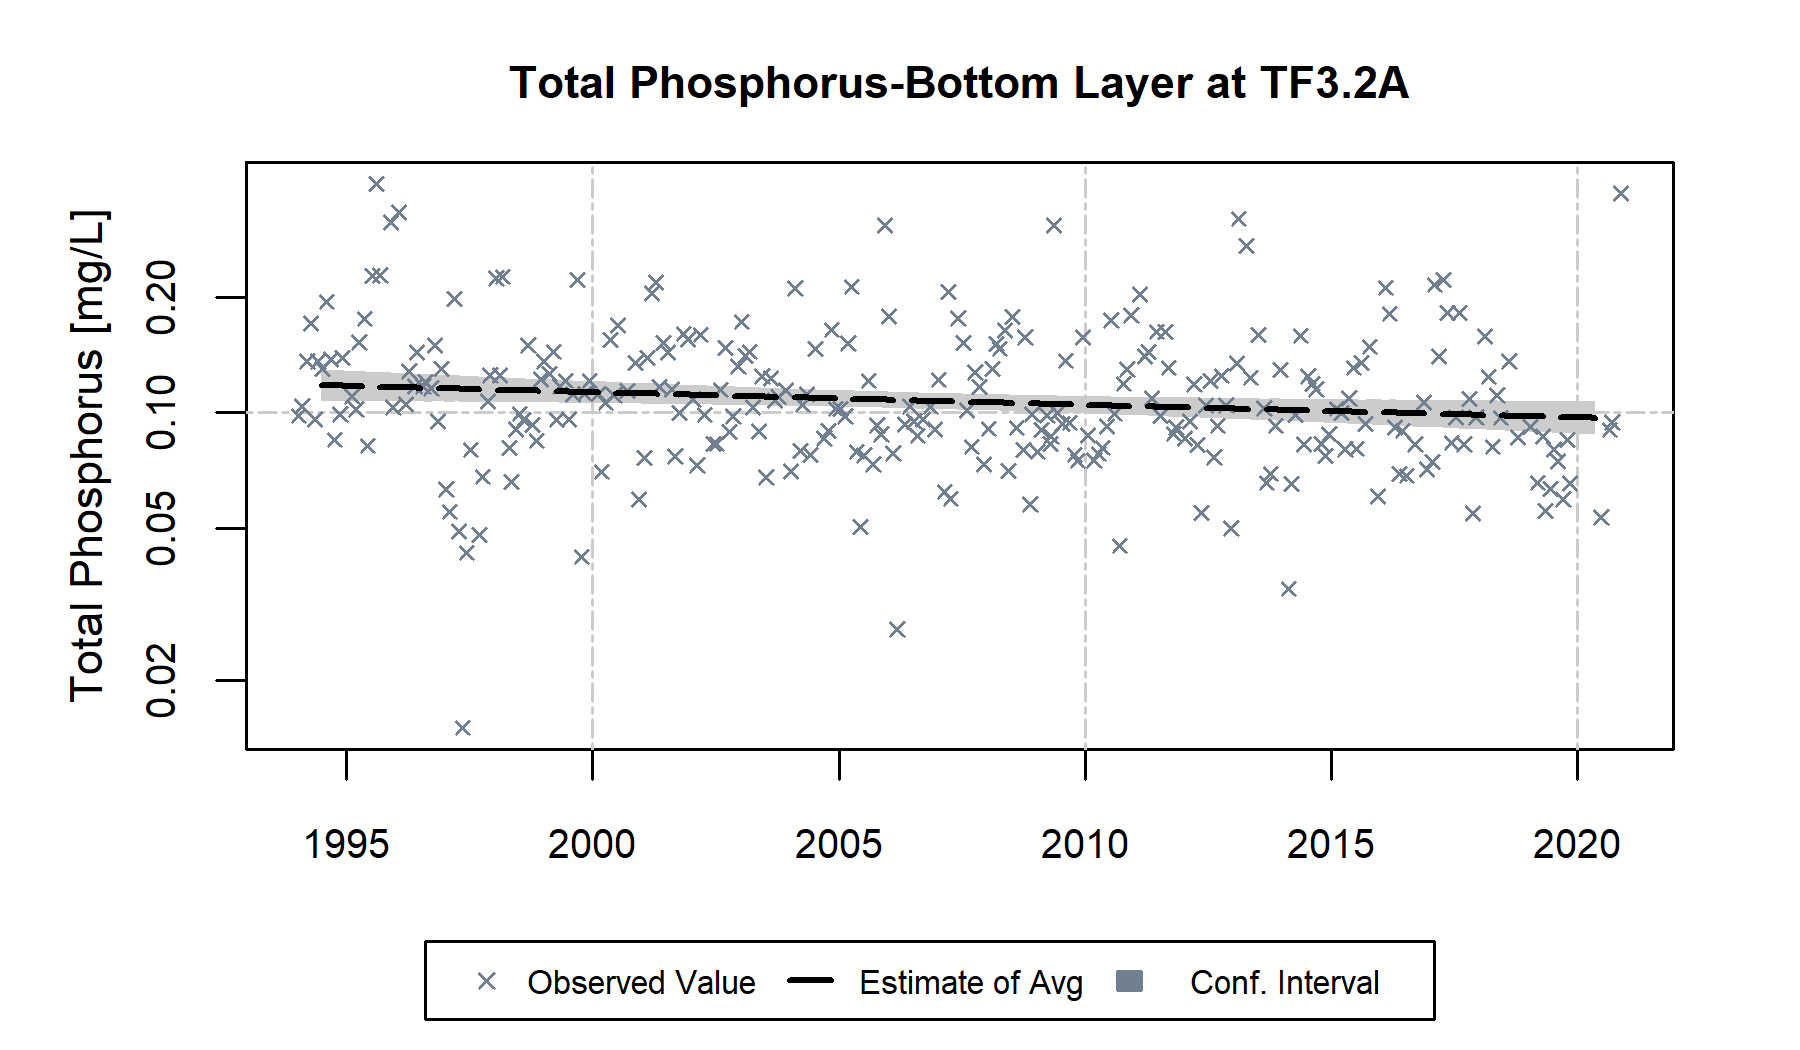 Total Phosphorus-Bottom Layer at TF3.2A
Total Phosphorus [mg/L]
0.20
0.10
0.05
0.02
1995 2000 2005 2010 2015 2020
Observed Value Estimate of Avg Conf. Interval